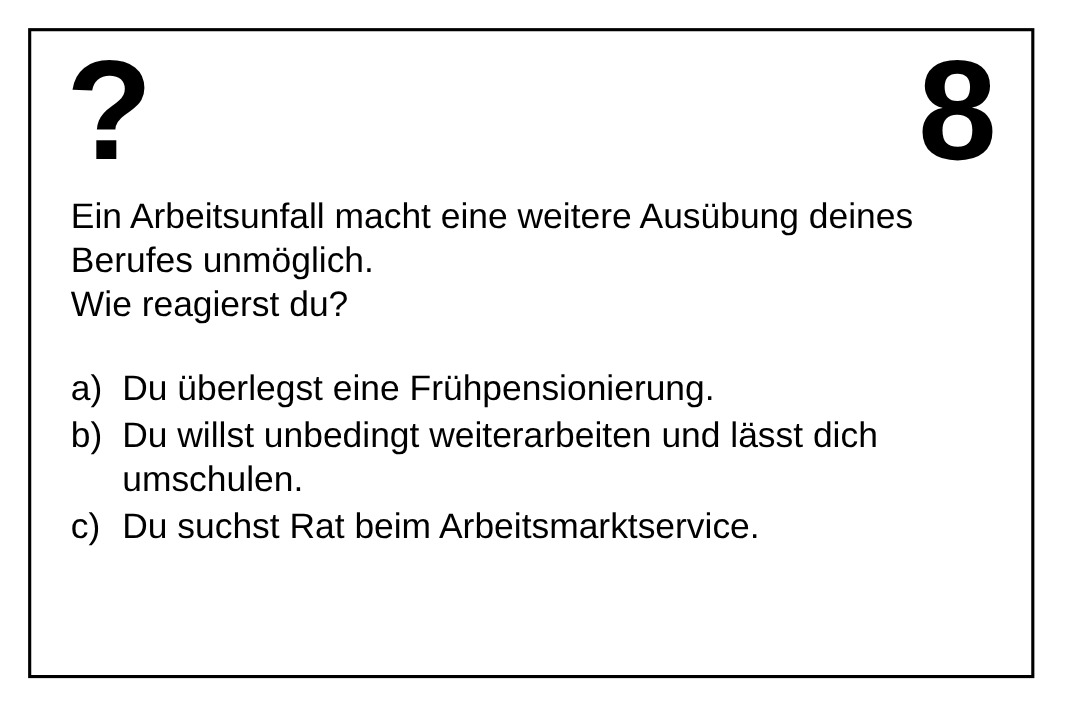 ? 8
Ein Arbeitsunfall macht eine weitere Ausübung deines
Berufes unmöglich.
Wie reagierst du?
a) Du überlegst eine Frühpensionierung.
b) Du willst unbedingt weiterarbeiten und lässt dich
umschulen.
c) Du suchst Rat beim Arbeitsmarktservice.